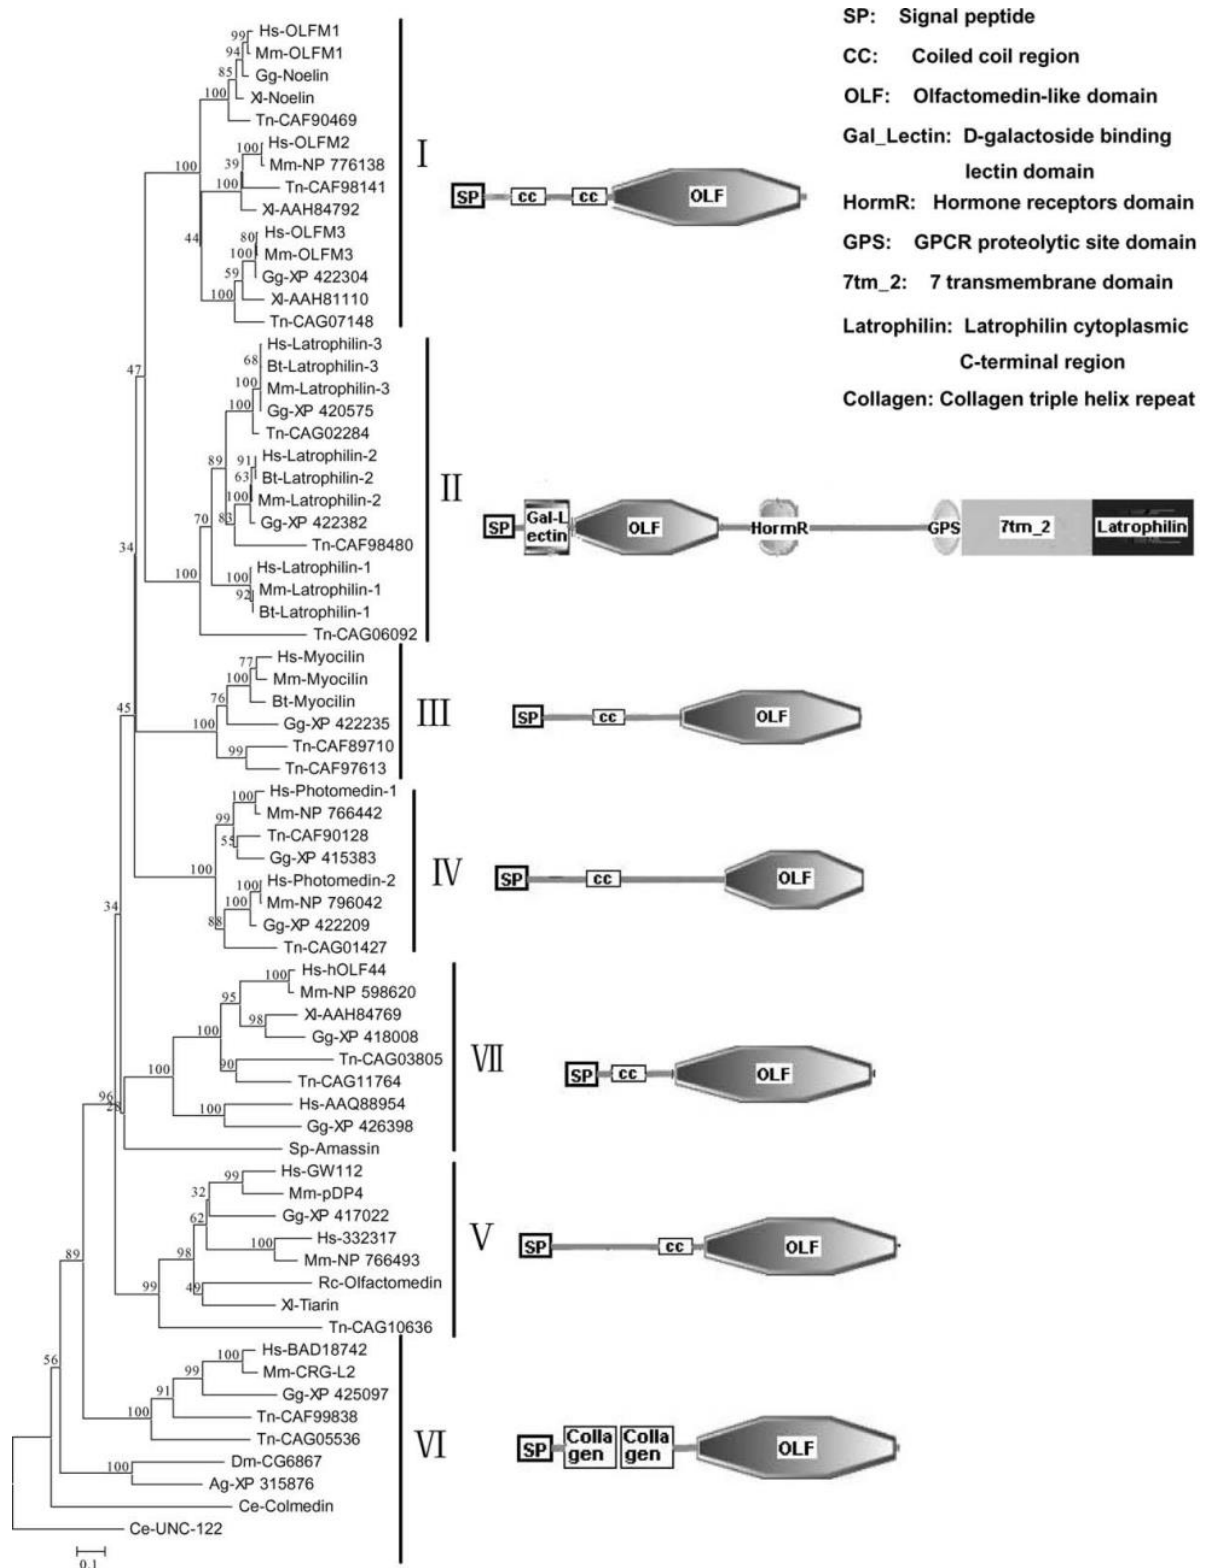 SP: Signal peptide
CC: Coiled coil region
OLF: Olfactomedin-like domain
Gal_Lectin: D-galactoside binding
lectin domain
HormR: Hormone receptors domain
GPS: GPCR proteolytic site domain
7tm_2: 7 transmembrane domain
Latrophilin: Latrophilin cytoplasmic
C-terminal region
Collagen: Collagen triple helix repeat
99 Hs-OLFM1
94 Mm-OLFM1
85 Gg-Noelin
100 Xl-Noelin
Tn-CAF90469
100 Hs-OLFM2
39 Mm-NP 776138
100
Tn-CAF98141
100 Xl-AAH84792
80 Hs-OLFM3
44
100 Mm-OLFM3
59 Gg-XP 422304
100 Xl-AAH81110
Tn-CAG07148
I
SP cc cc OLF
Hs-Latrophilin-3
68 Bt-Latrophilin-3
47
100 Mm-Latrophilin-3
100 Gg-XP 420575
Tn-CAG02284
89 91 Hs-Latrophilin-2
63 Bt-Latrophilin-2
100 Mm-Latrophilin-2
70 83 Gg-XP 422382
Tn-CAF98480
34
100 100 Hs-Latrophilin-1
92 Mm-Latrophilin-1
Bt-Latrophilin-1
Tn-CAG06092
II
SP Gal-L
ectin OLF HormR GPS 7tm_2 Latrophilin
77 Hs-Myocilin
100 Mm-Myocilin
76 Bt-Myocilin
45
100 Gg-XP 422235
99 Tn-CAF89710
Tn-CAF97613
III
SP cc OLF
100 Hs-Photomedin-1
99 Mm-NP 766442
55 Tn-CAF90128
Gg-XP 415383
100
100 Hs-Photomedin-2
100 Mm-NP 796042
34
88 Gg-XP 422209
Tn-CAG01427
IV
SP cc OLF
100 Hs-hOLF44
95 Mm-NP 598620
98 Xl-AAH84769
100 Gg-XP 418008
90 Tn-CAG03805
100 Tn-CAG11764
96
100 Hs-AAQ88954
Gg-XP 426398
Sp-Amassin
VII
SP cc OLF
99 Hs-GW112
32 Mm-pDP4
62 Gg-XP 417022
100 Hs-332317
89 98 Mm-NP 766493
99 49 Rc-Olfactomedin
Xl-Tiarin
Tn-CAG10636
V
SP cc OLF
56
100 Hs-BAD18742
99 Mm-CRG-L2
91 Gg-XP 425097
100 Tn-CAF99838
Tn-CAG05536
100 Dm-CG6867
Ag-XP 315876
Ce-Colmedin
Ce-UNC-122
VI
SP Colla
gen Colla
gen OLF
0.1